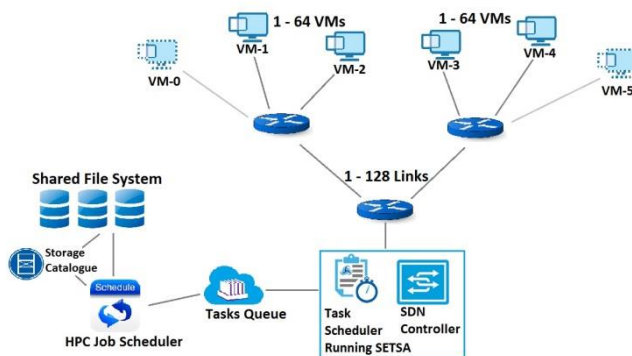 1 - 64 VMs
1 - 64 VMs
VM-0
VM-1
VM-2
VM-3
VM-4
VM-5
1 - 128 Links
Shared File System
Storage
Catalogue
Schedule
HPC Job Scheduler
Tasks Queue
Task
Scheduler
Running SETSA
SDN
Controller